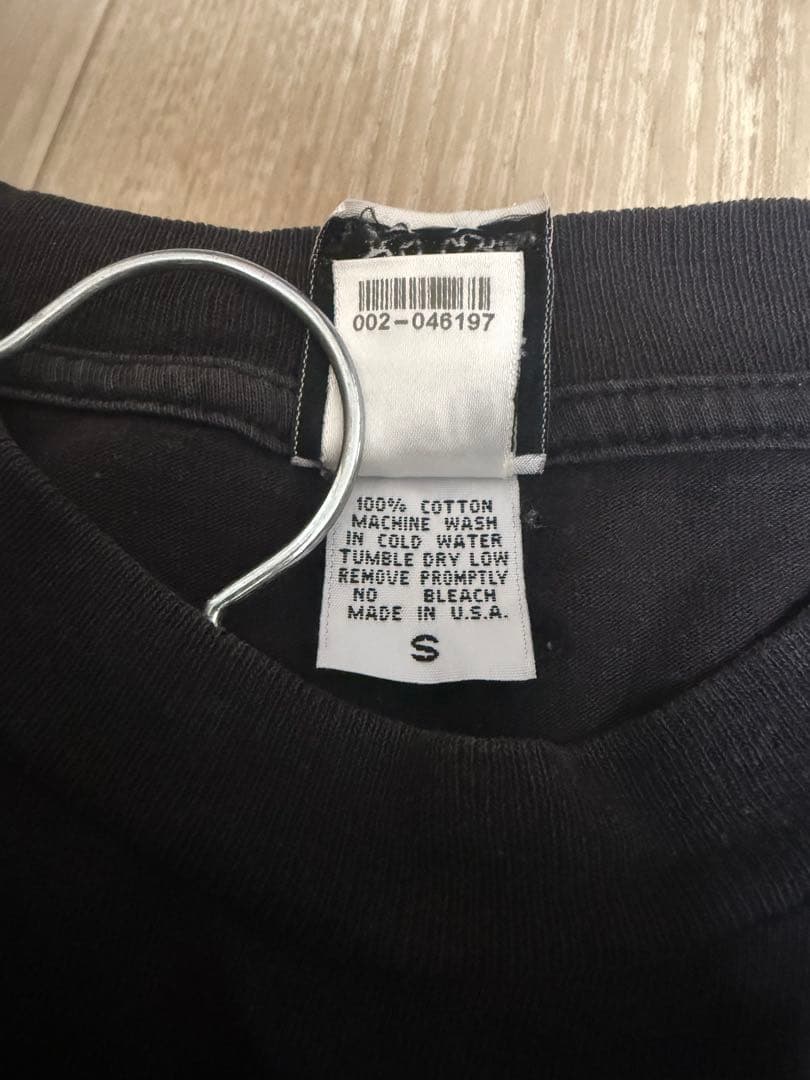 002-046197
100% COTTON
MACHINE WASH
IN COLD WATER
TUMBLE DRY LOW
REMOVE PROMPTLY
NO BLEACH
MADE IN U.S.A.
S